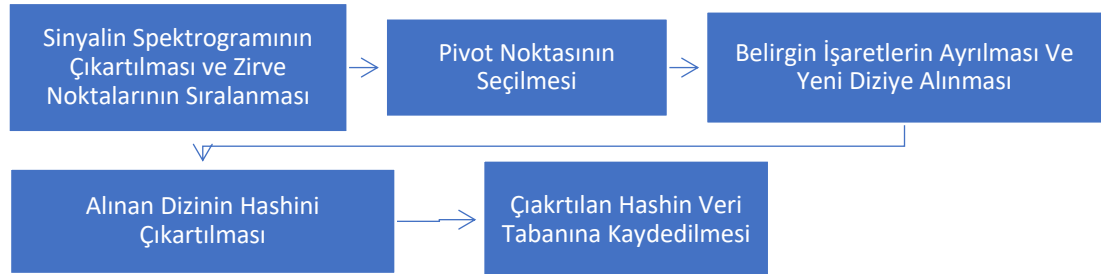 Sinyalin Spektrogramının
Çıkartılması ve Zirve
Noktalarının Sıralanması
Pivot Noktasının
Seçilmesi
Belirgin İşaretlerin Ayrılması Ve
Yeni Diziye Alınması
Alınan Dizinin Hashini
Çıkartılması
Çıakrtılan Hashin Veri
Tabanına Kaydedilmesi